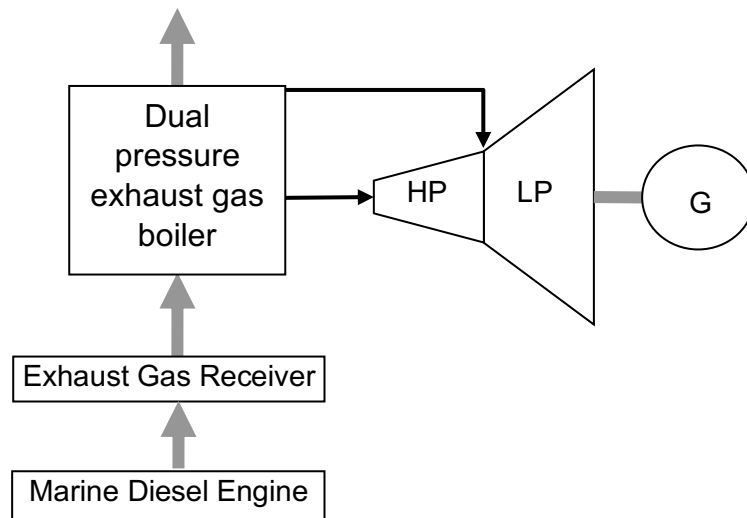 Dual
pressure
exhaust gas
boiler
HP
LP
G
Exhaust Gas Receiver
Marine Diesel Engine